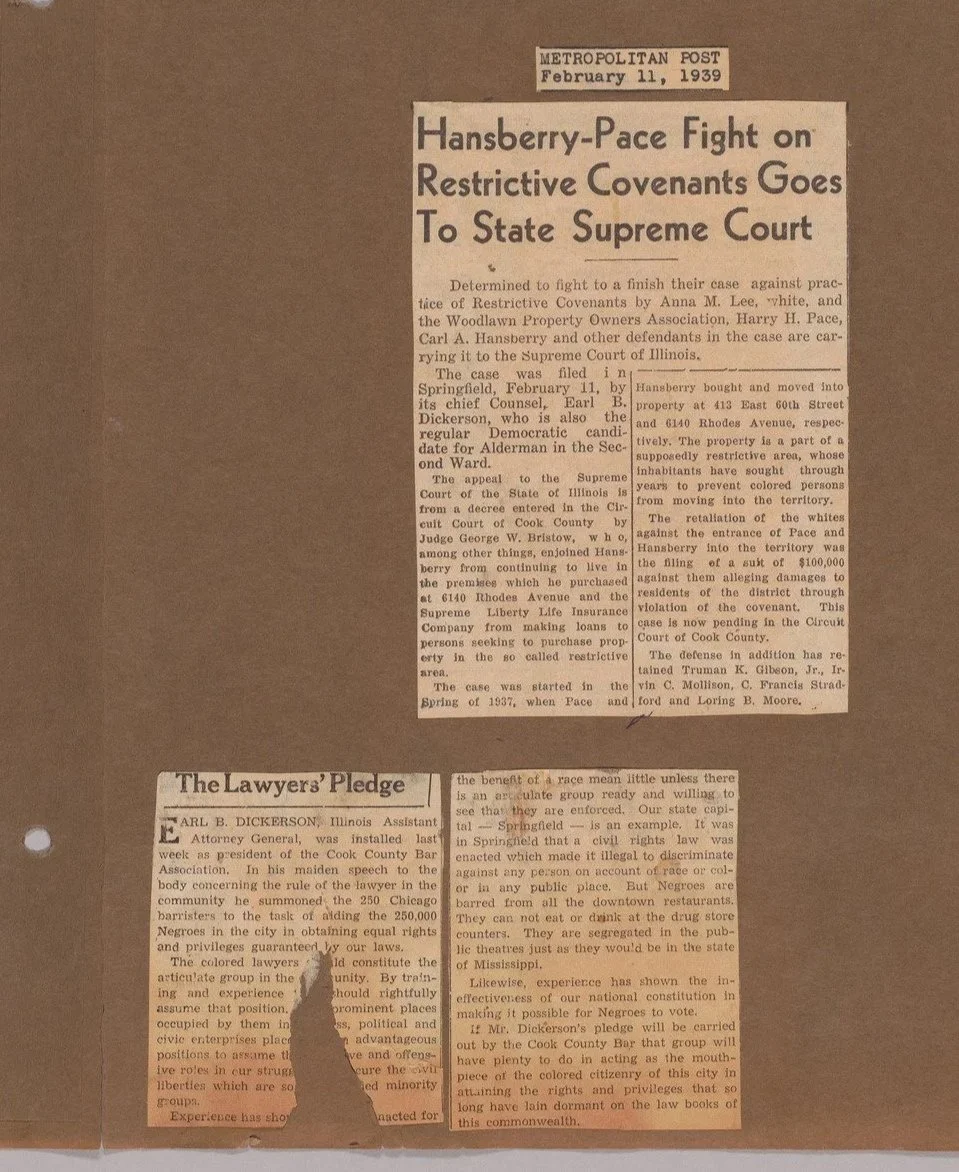 METROPOLITAN POST
February 11, 1939
Hansberry-Pace Fight on
Restrictive Covenants Goes
To State Supreme Court
Determined to fight to a finish their case against prac-
tice of Restrictive Covenants by Anna M. Lee, white, and
the Woodlawn Property Owners Association, Harry H. Pace,
Carl A. Hansberry and other defendants in the case are car-
rying it to the Supreme Court of Illinois.
The case was filed in
Springfield, February 11, by
its chief Counsel, Earl B.
Dickerson, who is also the
regular Democratic candi-
date for Alderman in the Sec-
ond Ward.
The appeal to the Supreme
Court of the State of Illinois is
from a decree entered in the Cir-
cuit Court of Cook County by
Judge George W. Bristow, who,
among other things, enjoined Hans-
berry from continuing to live in
the premises which he purchased
at 6140 Rhodes Avenue and the
Supreme Liberty Life Insurance
Company from making loans to
persons seeking to purchase prop-
erty in the so called restrictive
area.
The case was started in the
Spring of 1937, when Pace and
Hansberry bought and moved into
property at 413 East 60th Street
and 6140 Rhodes Avenue, respec-
tively. The property is a part of a
supposedly restrictive area, whose
inhabitants have sought through
years to prevent colored persons
from moving into the territory.
The retaliation of the whites
against the entrance of Pace and
Hansberry into the territory was
the filing of a suit of $100,000
against them alleging damages to
residents of the district through
violation of the covenant. This
case is now pending in the Circuit
Court of Cook County.
The defense in addition has re-
tained Truman K. Gibson, Jr., Ir-
vin C. Mollison, C. Francis Strad-
ford and Loring B. Moore.
The Lawyers' Pledge
EARL B. DICKERSON, Illinois Assistant
Attorney General, was installed last
week as president of the Cook County Bar
Association. In his maiden speech to the
body concerning the rule of the lawyer in the
community he summoned the 250 Chicago
barristers to the task of aiding the 250,000
Negroes in the city in obtaining equal rights
and privileges guaranteed by our laws.
The colored lawyers ld constitute the
articulate group in the unity. By train-
ing and experience should rightfully
assume that position. prominent places
occupied by them in ss, political and
civic enterprises plac advantageous
positions to assume th ve and offens-
ive roles in our strugg cure the civil
liberties which are so ed minority
groups.
Experience has sho nacted for
the benefit of a race mean little unless there
is an articulate group ready and willing to
see that they are enforced. Our state capi-
tal — Springfield — is an example. It was
in Springfield that a civil rights law was
enacted which made it illegal to discriminate
against any person on account of race or col-
or in any public place. But Negroes are
barred from all the downtown restaurants.
They can not eat or drink at the drug store
counters. They are segregated in the pub-
lic theatres just as they would be in the state
of Mississippi.
Likewise, experience has shown the in-
effectiveness of our national constitution in
making it possible for Negroes to vote.
If Mr. Dickerson's pledge will be carried
out by the Cook County Bar that group will
have plenty to do in acting as the mouth-
piece of the colored citizenry of this city in
attaining the rights and privileges that so
long have lain dormant on the law books of
this commonwealth.